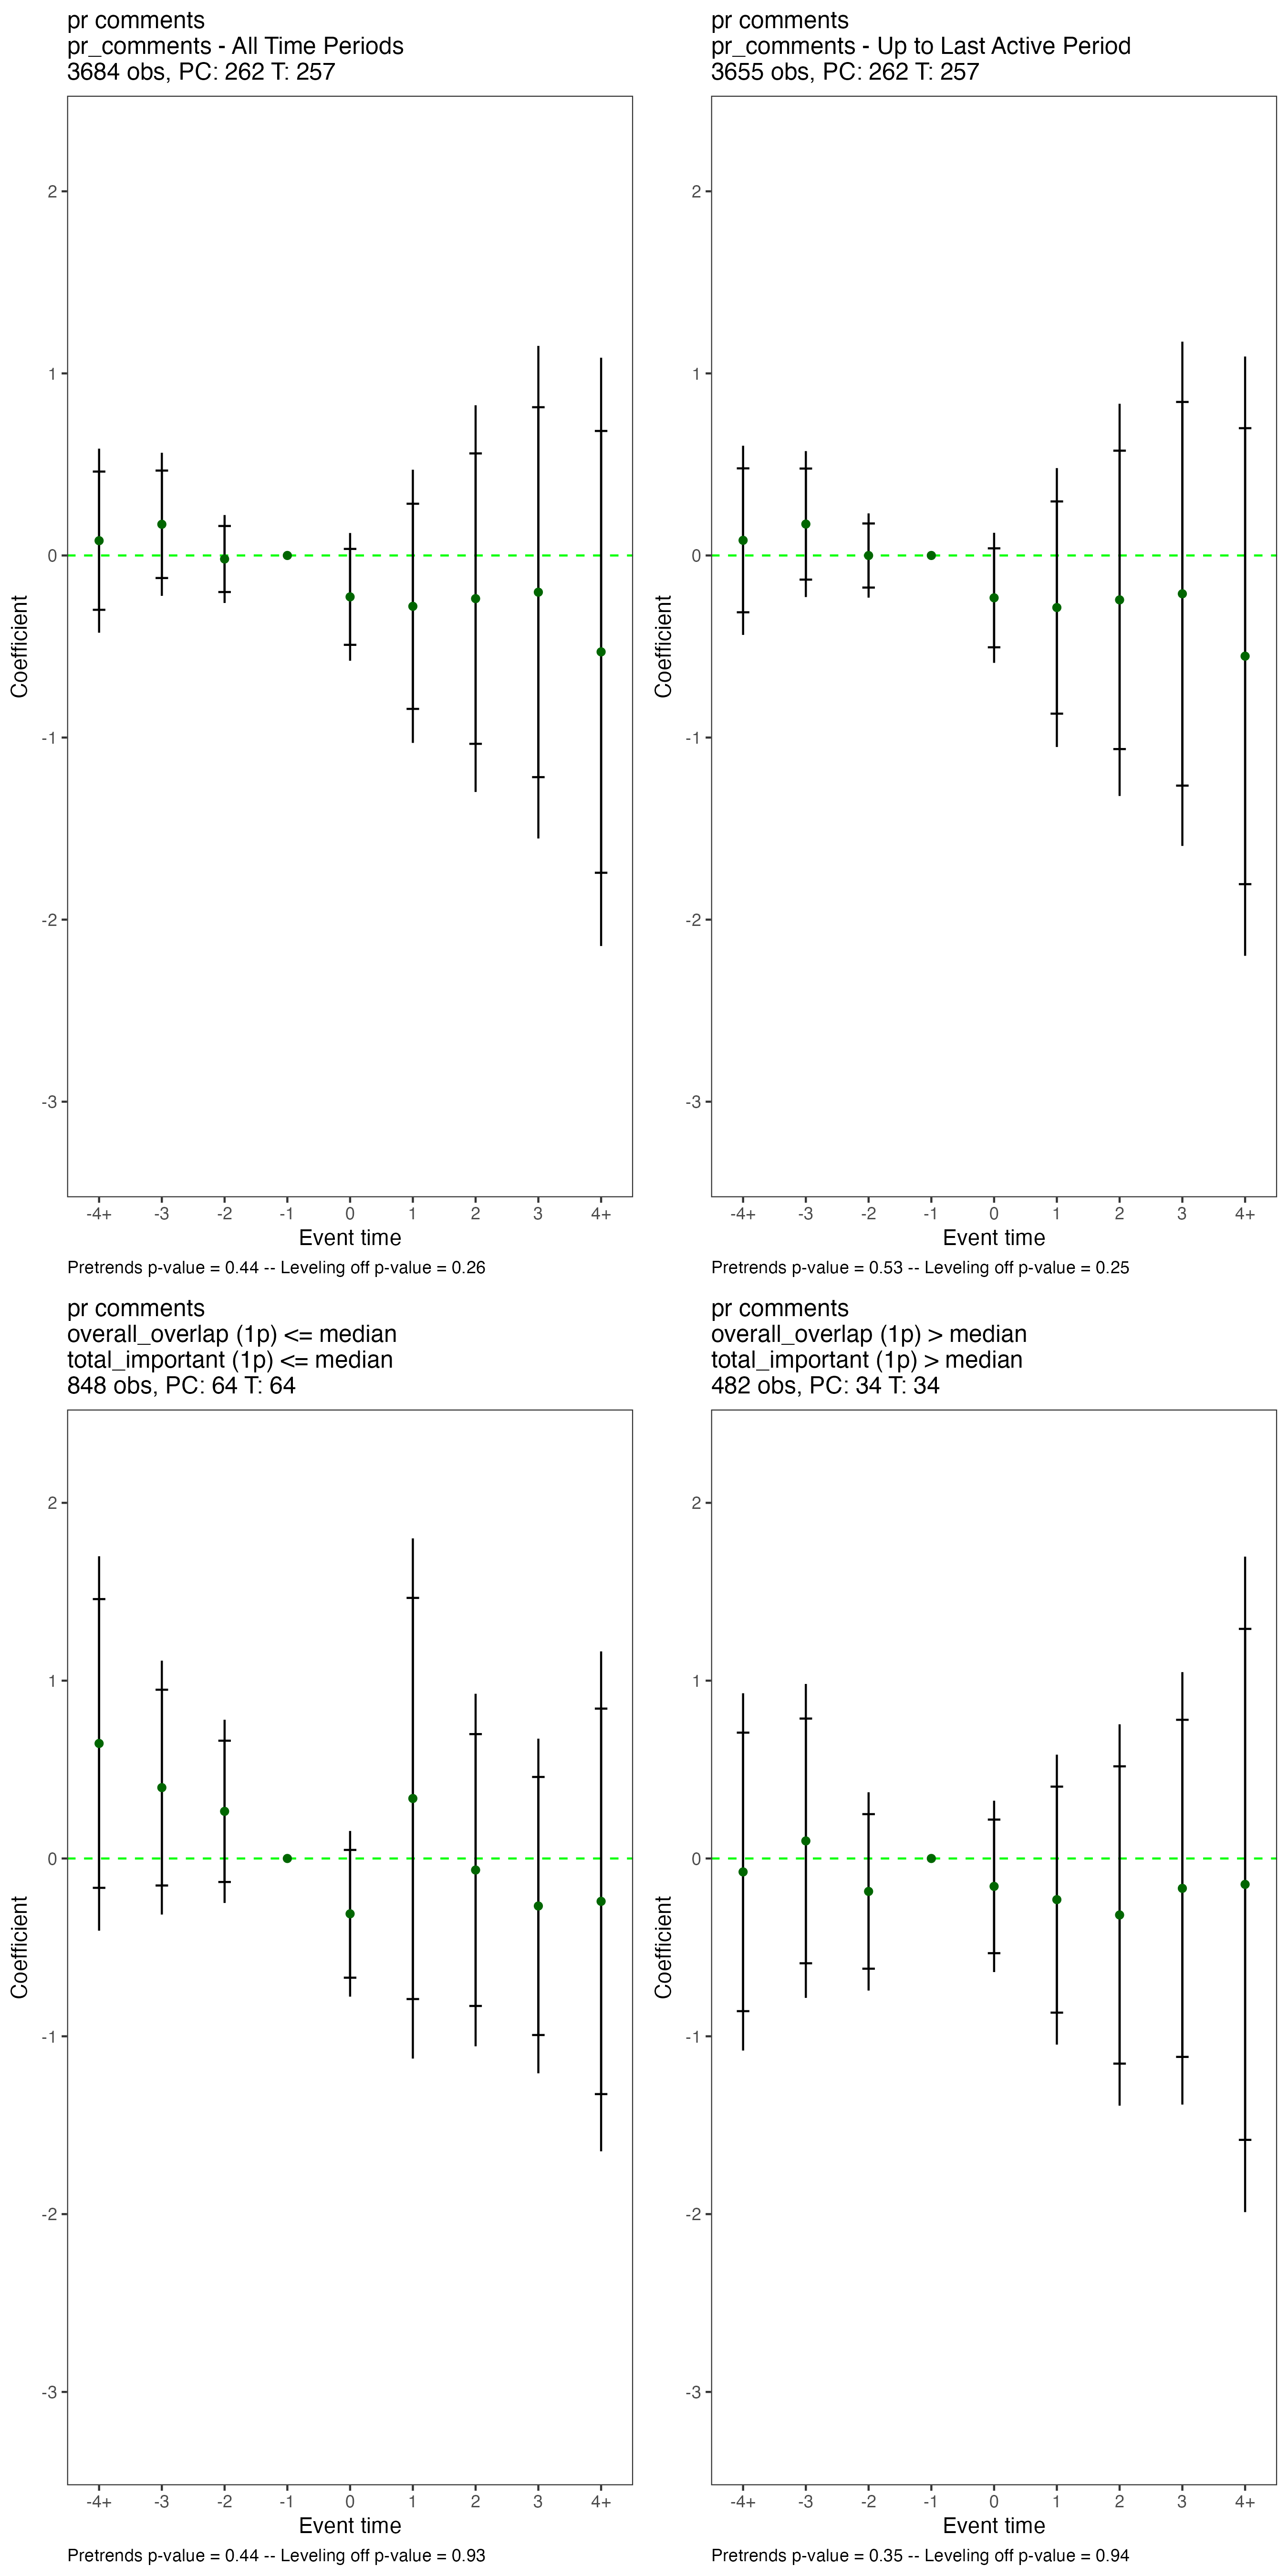 pr comments
pr_comments - All Time Periods
3684 obs, PC: 262 T: 257
2
1
0
-1
-2
-3
Coefficient
-4+ -3 -2 -1 0 1 2 3 4+
Event time
Pretrends p-value = 0.44 -- Leveling off p-value = 0.26
pr comments
pr_comments - Up to Last Active Period
3655 obs, PC: 262 T: 257
2
1
0
-1
-2
-3
Coefficient
-4+ -3 -2 -1 0 1 2 3 4+
Event time
Pretrends p-value = 0.53 -- Leveling off p-value = 0.25
pr comments
overall_overlap (1p) <= median
total_important (1p) <= median
848 obs, PC: 64 T: 64
2
1
0
-1
-2
-3
Coefficient
-4+ -3 -2 -1 0 1 2 3 4+
Event time
Pretrends p-value = 0.44 -- Leveling off p-value = 0.93
pr comments
overall_overlap (1p) > median
total_important (1p) > median
482 obs, PC: 34 T: 34
2
1
0
-1
-2
-3
Coefficient
-4+ -3 -2 -1 0 1 2 3 4+
Event time
Pretrends p-value = 0.35 -- Leveling off p-value = 0.94